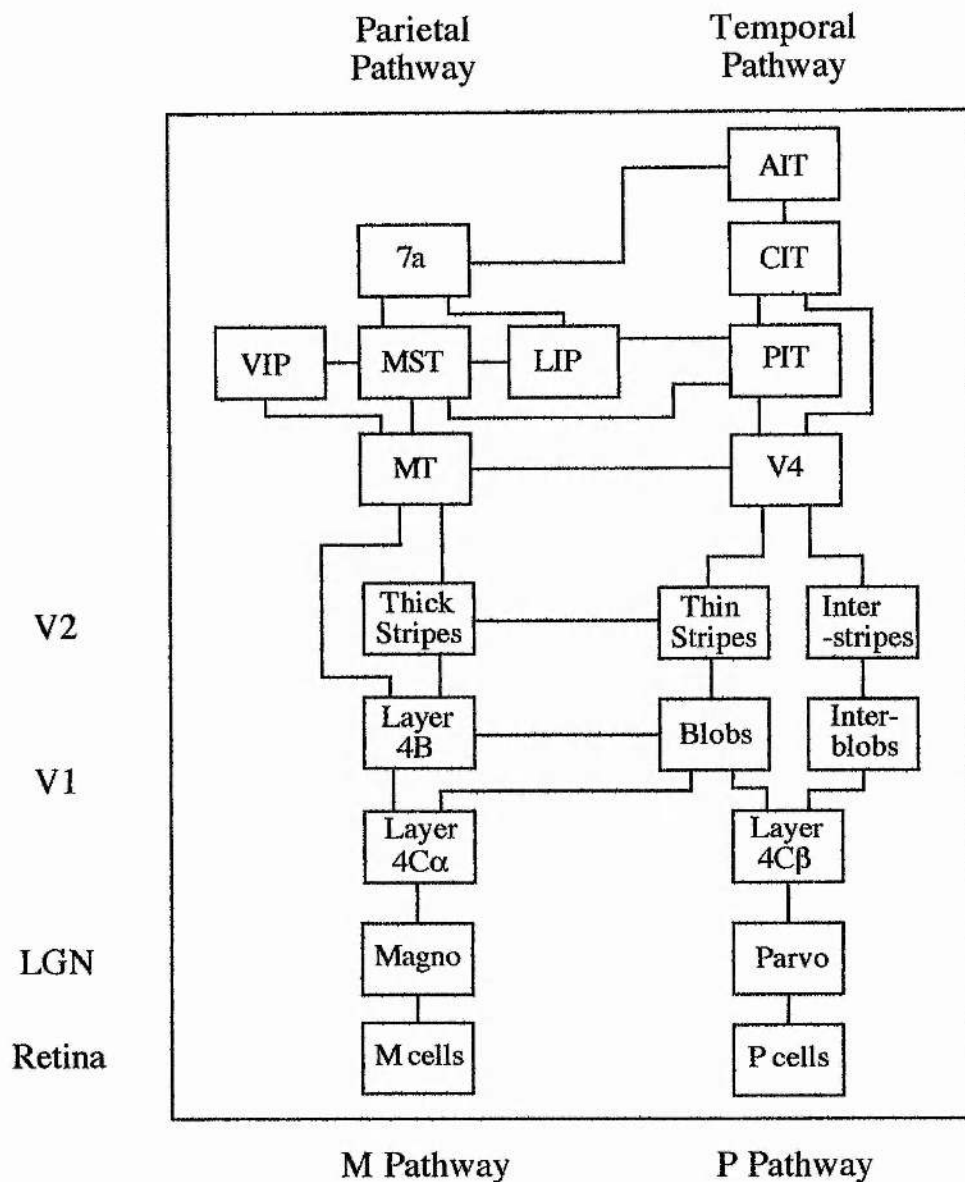 Parietal
Pathway
Temporal
Pathway
AIT
7a
CIT
VIP
MST
LIP
PIT
MT
V4
V2
Thick
Stripes
Thin
Stripes
Inter
-stripes
V1
Layer
4B
Blobs
Inter-
blobs
Layer
4Cα
Layer
4Cβ
LGN
Magno
Parvo
Retina
M cells
P cells
M Pathway
P Pathway